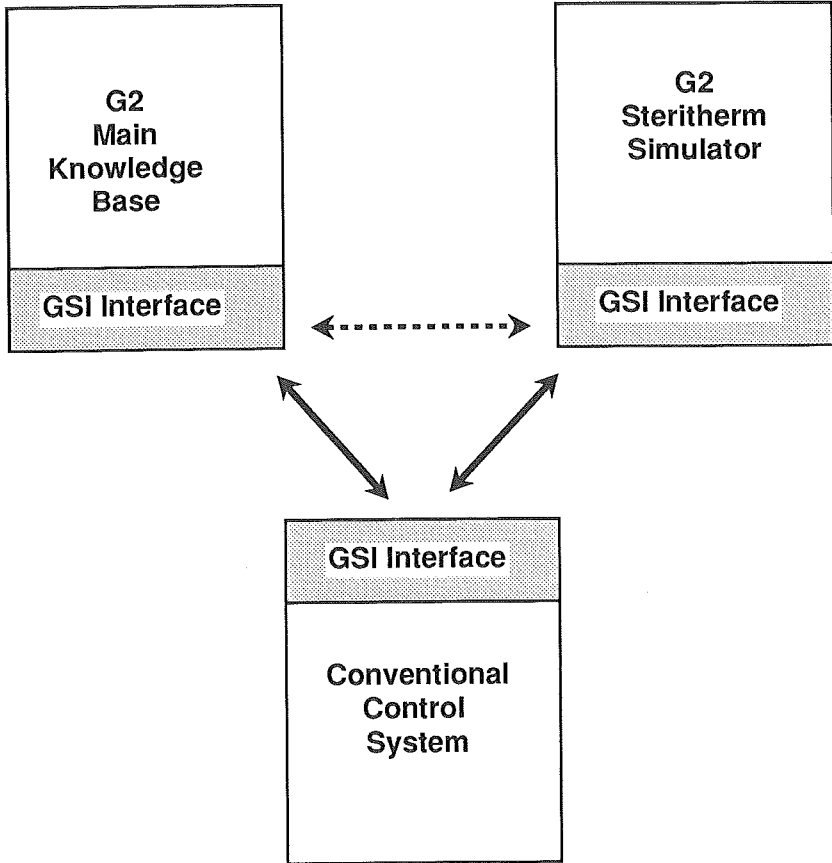 G2
Main
Knowledge
Base
GSI Interface
G2
Steritherm
Simulator
GSI Interface
GSI Interface
Conventional
Control
System